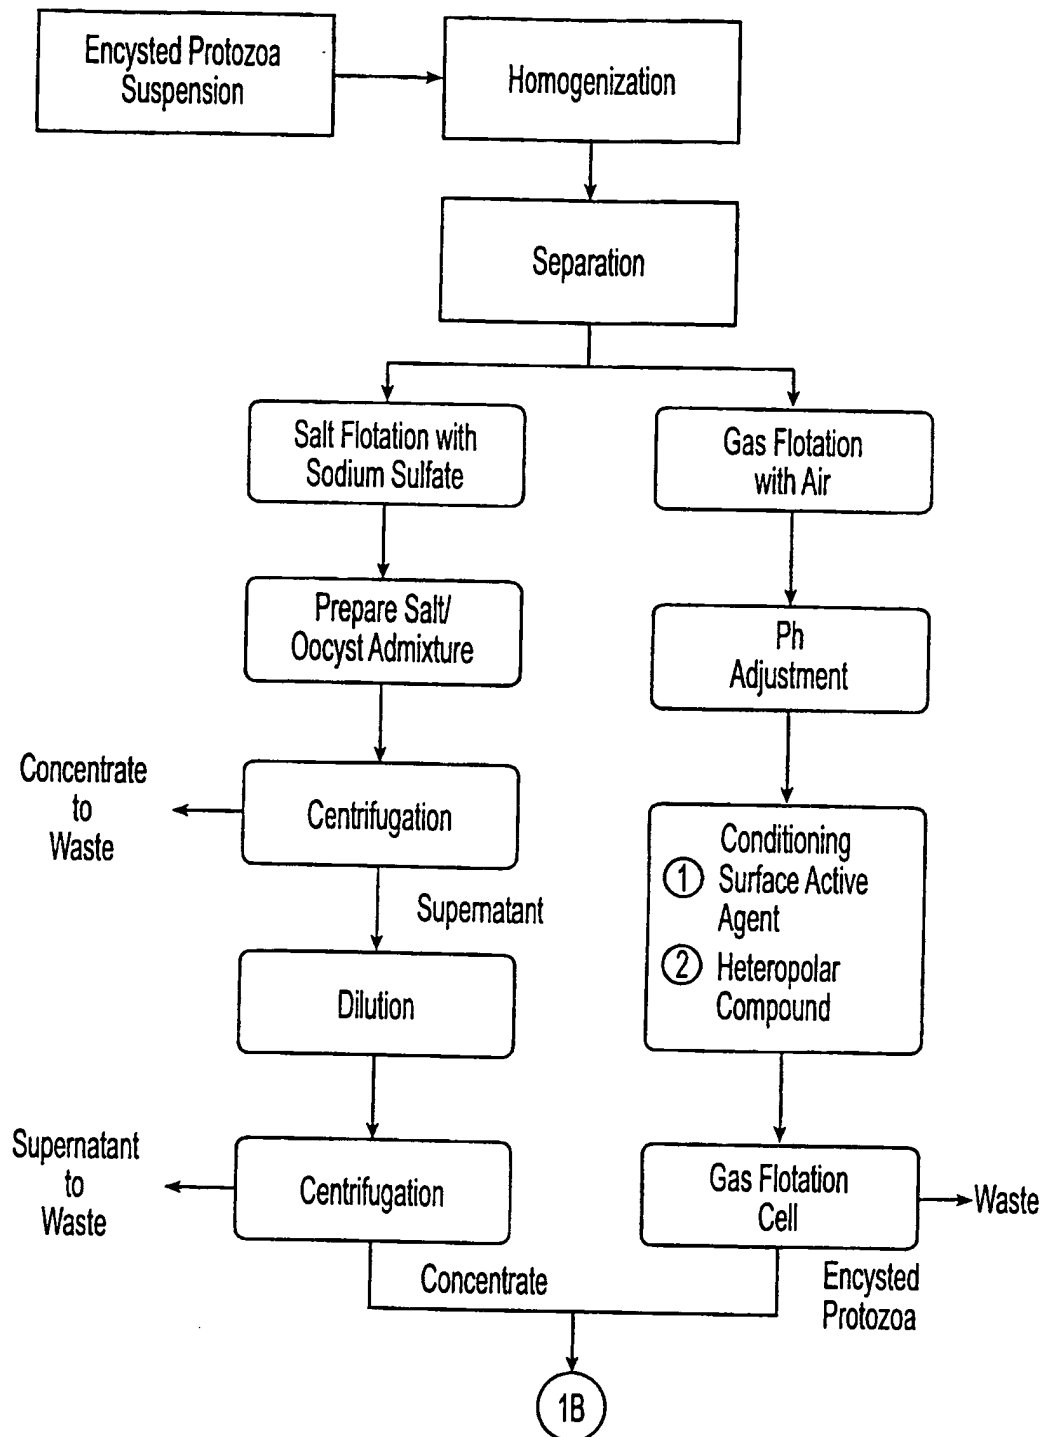 Encysted Protozoa
Suspension
Homogenization
Separation
Salt Flotation with
Sodium Sulfate
Gas Flotation
with Air
Prepare Salt/
Oocyst Admixture
Ph
Adjustment
Concentrate
to
Waste
Centrifugation
Supernatant
Conditioning
1 Surface Active
Agent
2 Heteropolar
Compound
Dilution
Supernatant
to
Waste
Centrifugation
Gas Flotation
Cell
Waste
Concentrate
Encysted
Protozoa
1B